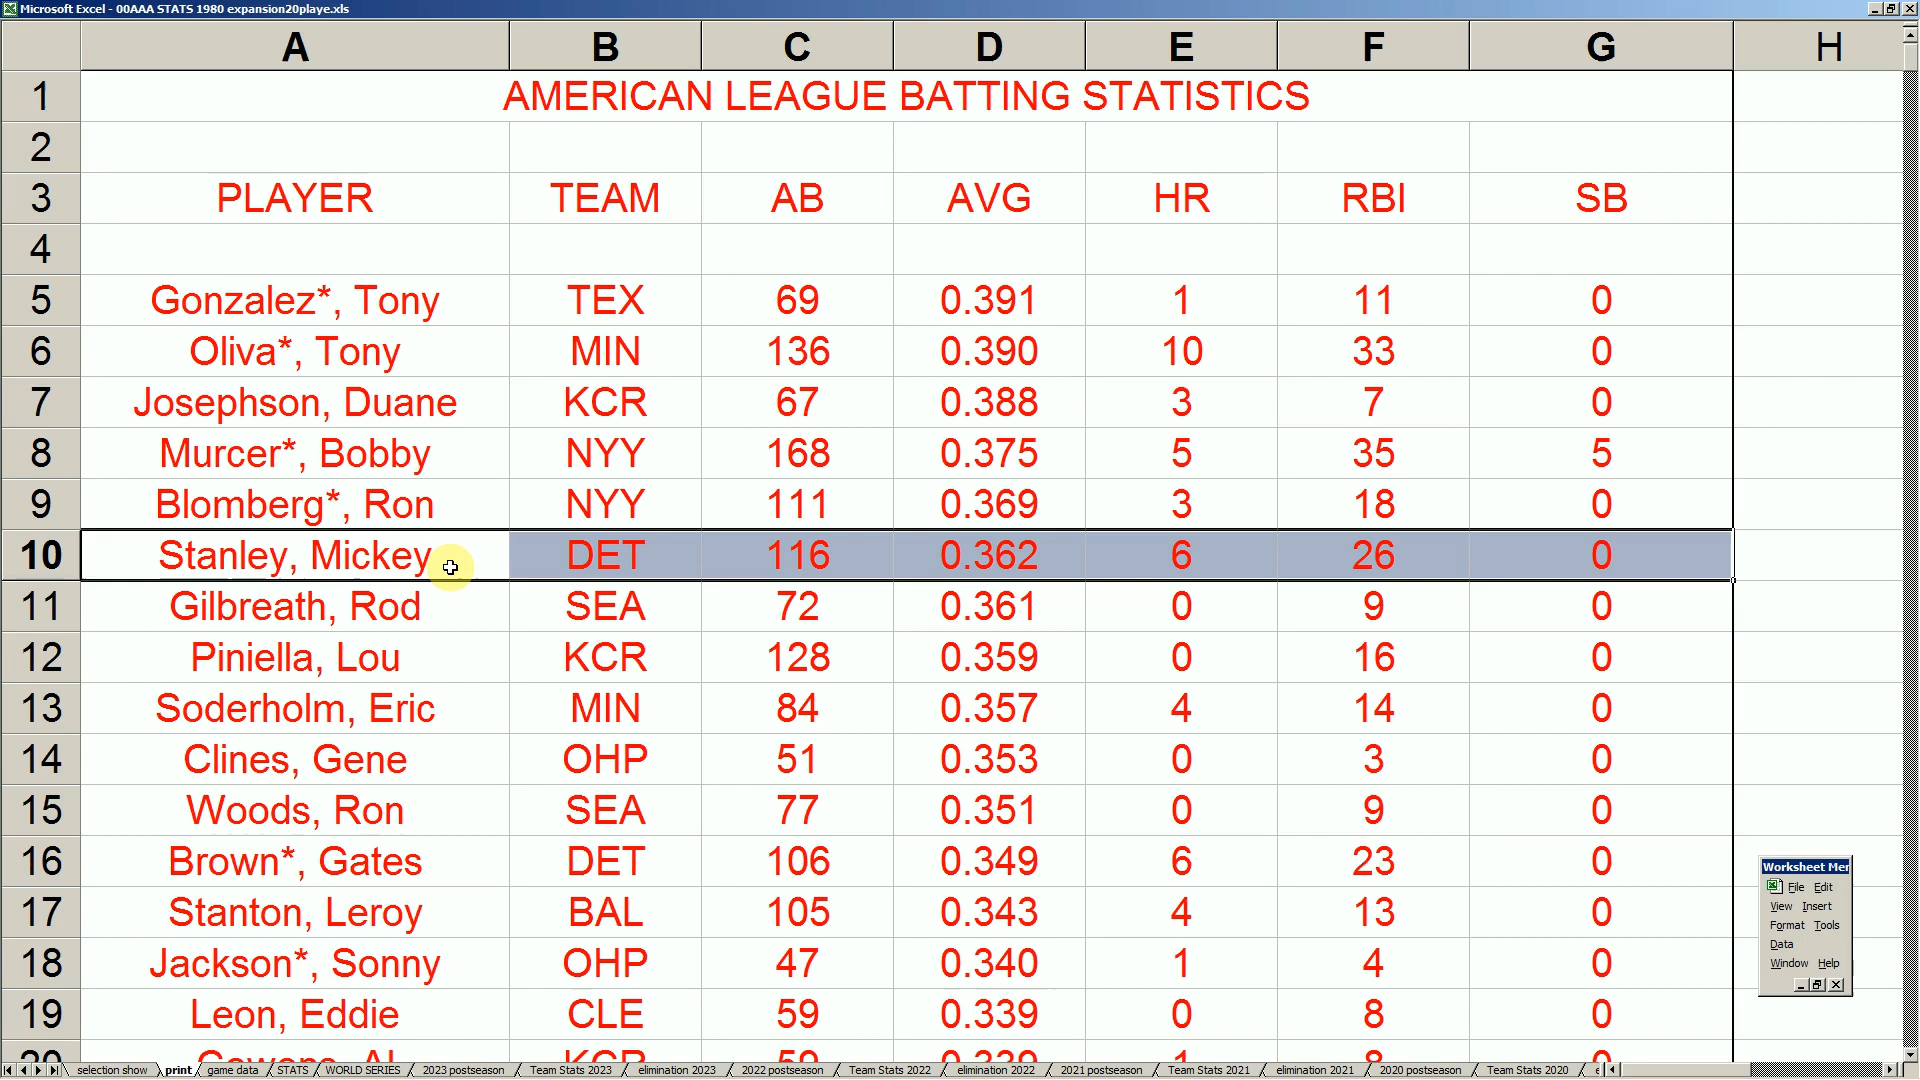 Microsoft Excel - 00AAA STATS 1980 expansion20playe.xls
A B C D E F G H
1 AMERICAN LEAGUE BATTING STATISTICS
2
3 PLAYER TEAM AB AVG HR RBI SB
4
5 Gonzalez*, Tony TEX 69 0.391 1 11 0
6 Oliva*, Tony MIN 136 0.390 10 33 0
7 Josephson, Duane KCR 67 0.388 3 7 0
8 Murcer*, Bobby NYY 168 0.375 5 35 5
9 Blomberg*, Ron NYY 111 0.369 3 18 0
10 Stanley, Mickey DET 116 0.362 6 26 0
11 Gilbreath, Rod SEA 72 0.361 0 9 0
12 Piniella, Lou KCR 128 0.359 0 16 0
13 Soderholm, Eric MIN 84 0.357 4 14 0
14 Clines, Gene OHP 51 0.353 0 3 0
15 Woods, Ron SEA 77 0.351 0 9 0
16 Brown*, Gates DET 106 0.349 6 23 0
17 Stanton, Leroy BAL 105 0.343 4 13 0
18 Jackson*, Sonny OHP 47 0.340 1 4 0
19 Leon, Eddie CLE 59 0.339 0 8 0
Worksheet Mer
File Edit
View Insert
Format Tools
Data
Window Help
selection show print game data STATS WORLD SERIES 2023 postseason Team Stats 2023 elimination 2023 2022 postseason Team Stats 2022 elimination 2022 2021 postseason Team Stats 2021 elimination 2021 2020 postseason Team Stats 2020